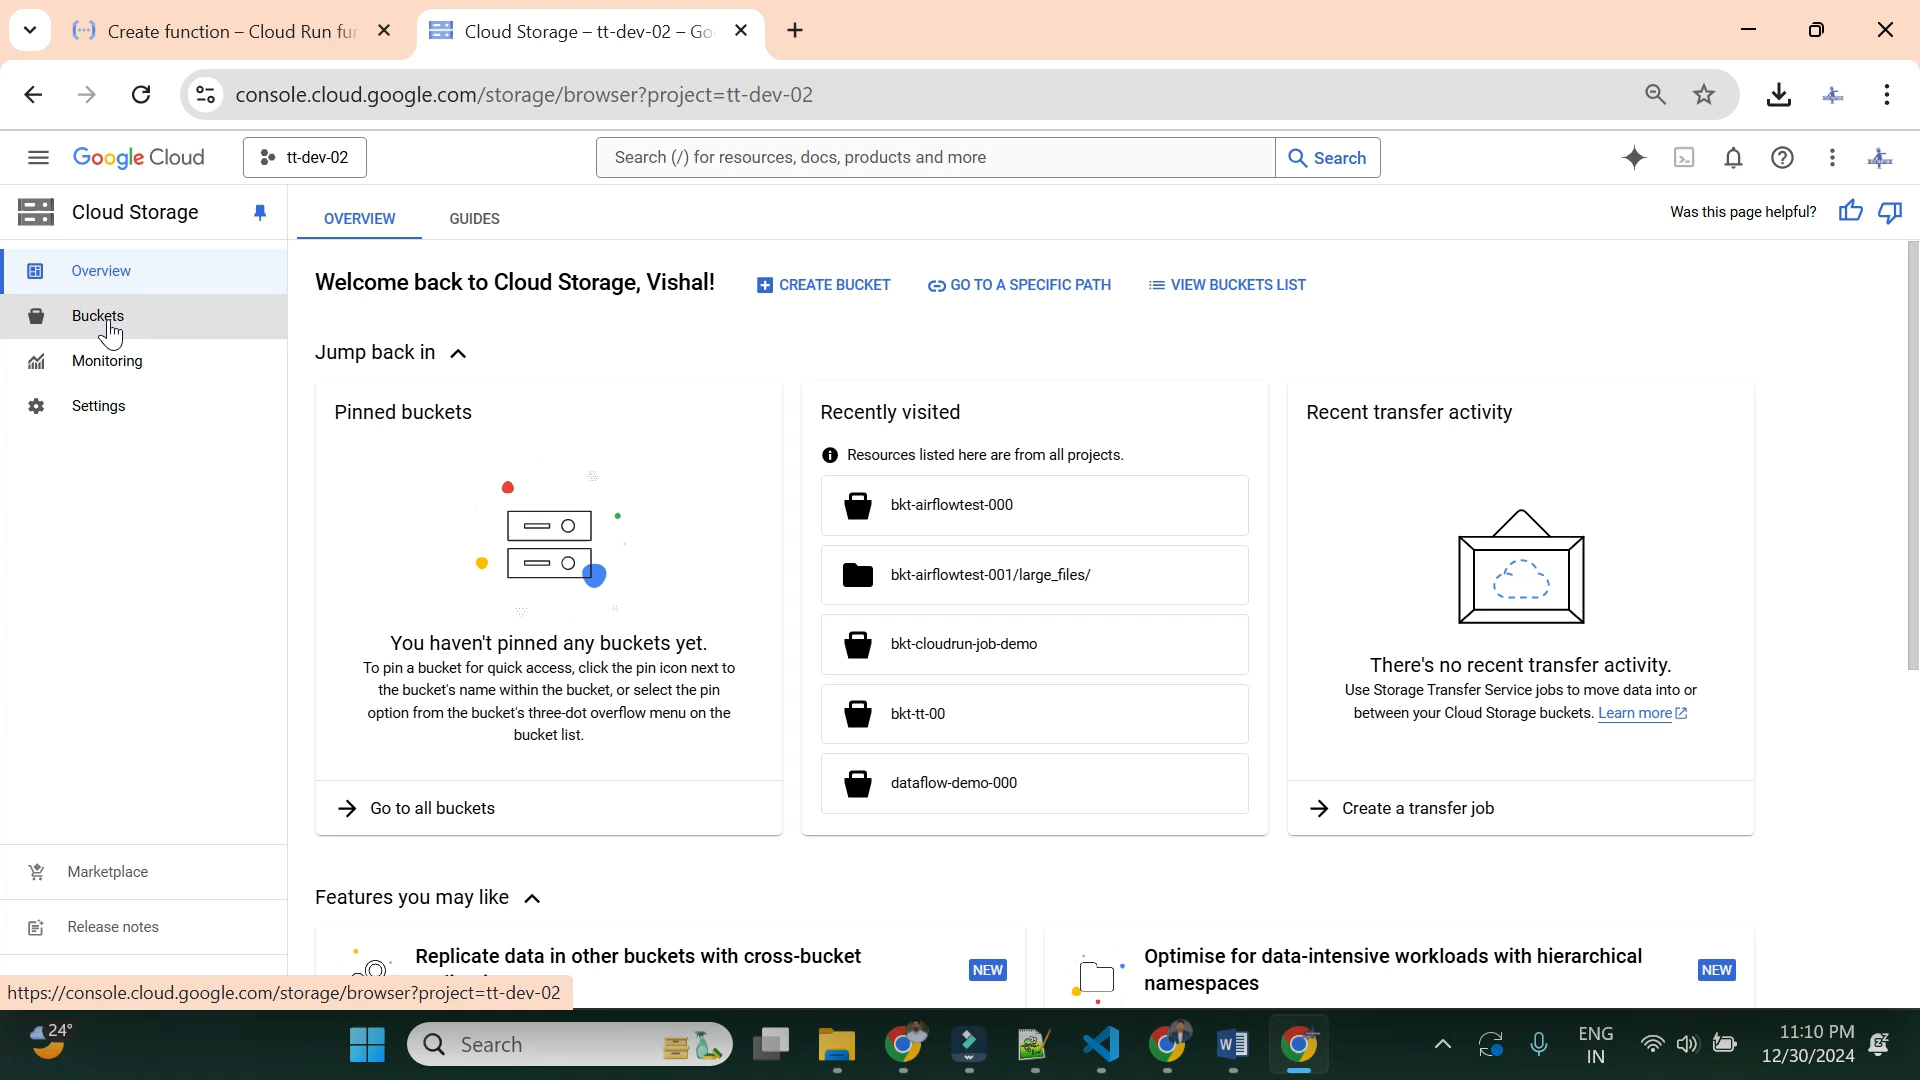 Create function – Cloud Run fur
Cloud Storage – tt-dev-02 – Go
console.cloud.google.com/storage/browser?project=tt-dev-02
Google Cloud
tt-dev-02
Search (/) for resources, docs, products and more
Search
Cloud Storage
OVERVIEW
GUIDES
Was this page helpful?
Overview
Buckets
Monitoring
Settings
Marketplace
Release notes
Welcome back to Cloud Storage, Vishal!
CREATE BUCKET
GO TO A SPECIFIC PATH
VIEW BUCKETS LIST
Jump back in
Pinned buckets
You haven't pinned any buckets yet.
To pin a bucket for quick access, click the pin icon next to
the bucket's name within the bucket, or select the pin
option from the bucket's three-dot overflow menu on the
bucket list.
Go to all buckets
Recently visited
Resources listed here are from all projects.
bkt-airflowtest-000
bkt-airflowtest-001/large_files/
bkt-cloudrun-job-demo
bkt-tt-00
dataflow-demo-000
Recent transfer activity
There's no recent transfer activity.
Use Storage Transfer Service jobs to move data into or
between your Cloud Storage buckets. Learn more
Create a transfer job
Features you may like
Replicate data in other buckets with cross-bucket
NEW
Optimise for data-intensive workloads with hierarchical
namespaces
NEW
https://console.cloud.google.com/storage/browser?project=tt-dev-02
24°
Search
ENG
IN
11:10 PM
12/30/2024